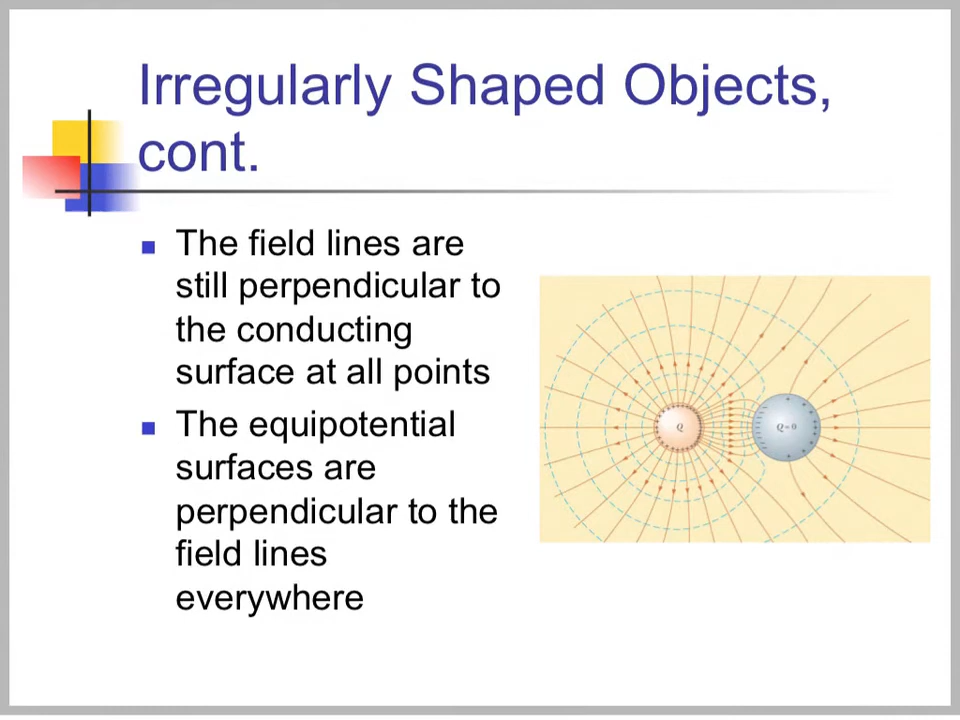 Irregularly Shaped Objects,
cont.
The field lines are
still perpendicular to
the conducting
surface at all points
The equipotential
surfaces are
perpendicular to the
field lines
everywhere
Q
Q=0